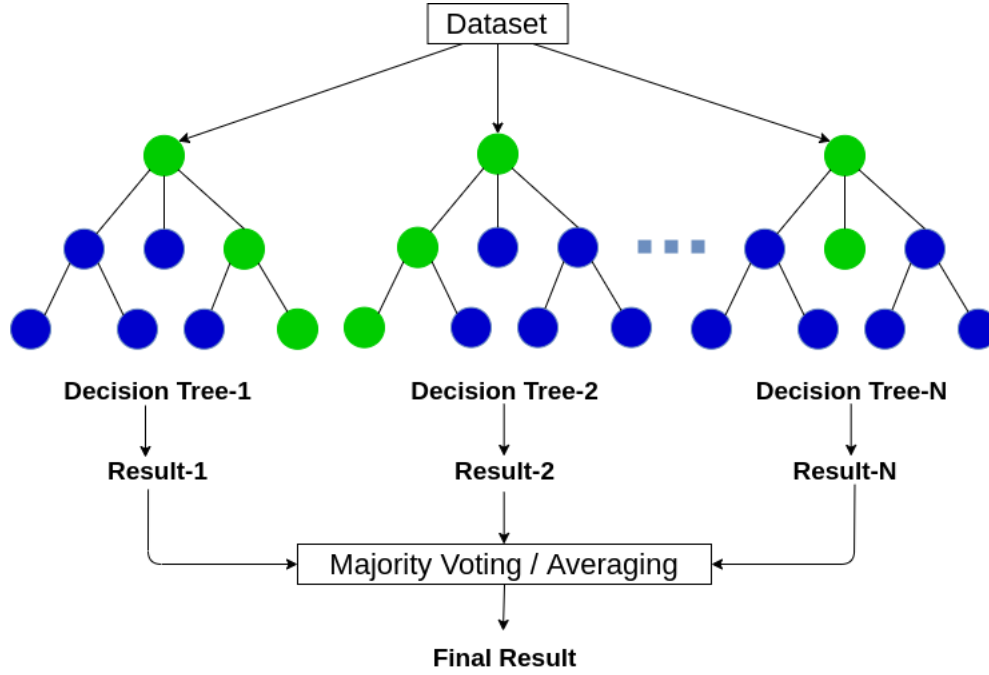 Dataset
Decision Tree-1
Decision Tree-2
Decision Tree-N
Result-1
Result-2
Result-N
Majority Voting / Averaging
Final Result